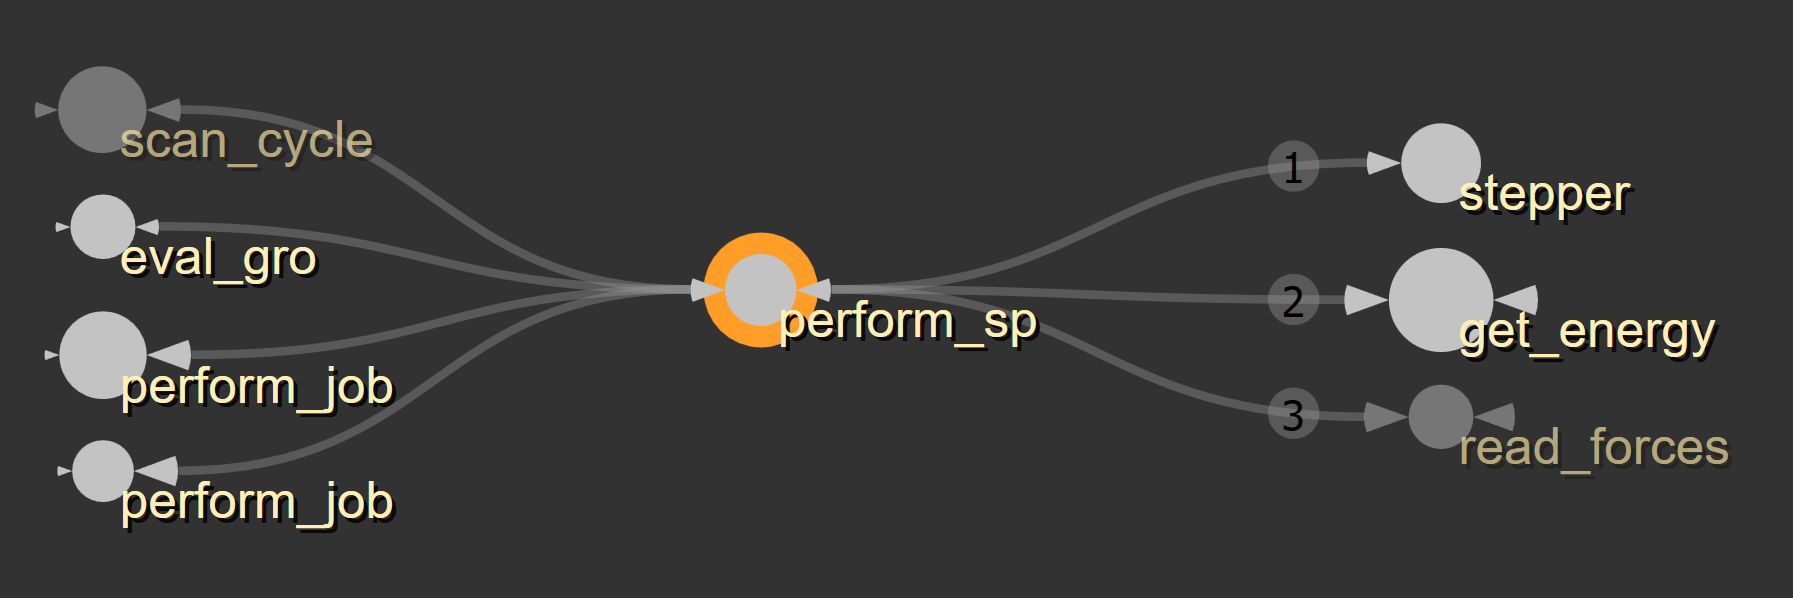 scan_cycle
eval_gro
perform_job
perform_job
perform_sp
1
stepper
2
get_energy
3
read_forces